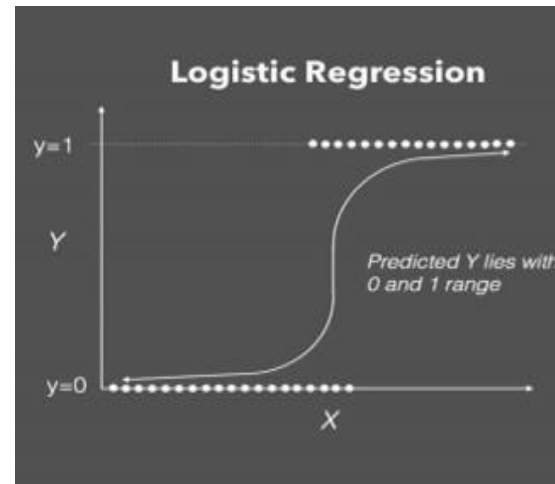 Logistic Regression
y=1
Y
Predicted Y lies with
0 and 1 range
y=0
X